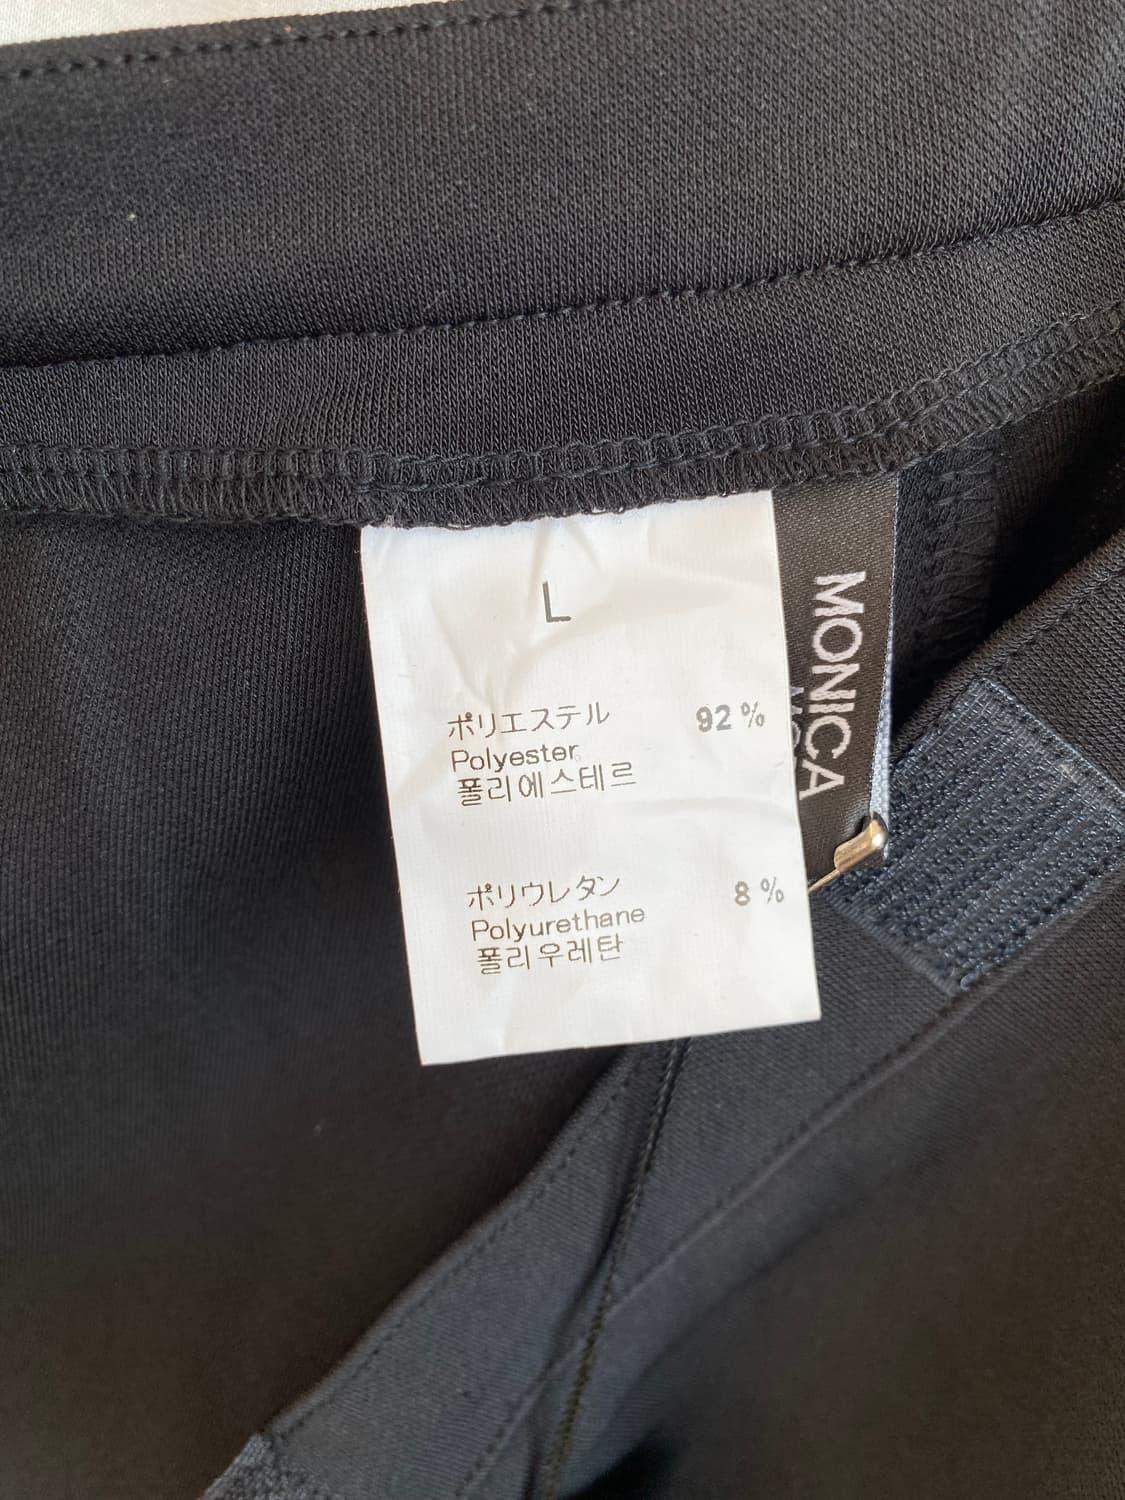 L
ポリエステル 92%
Polyester
폴리에스테르
ポリウレタン 8%
Polyurethane
폴리우레탄
MONICA